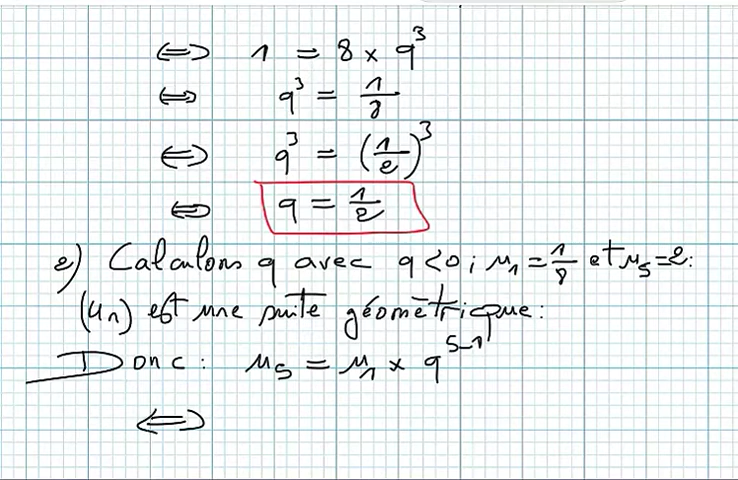 ⇔ 1 = 8 × q³
⇔ q³ = 1/8
⇔ q³ = (1/2)³
⇔ q = 1/2
2) Calculons q avec q<0 ; u₁ = 1/8 et u₅ = 2.
(un) est une suite géométrique :
Donc : u₅ = u₁ × q⁵⁻¹
⇔